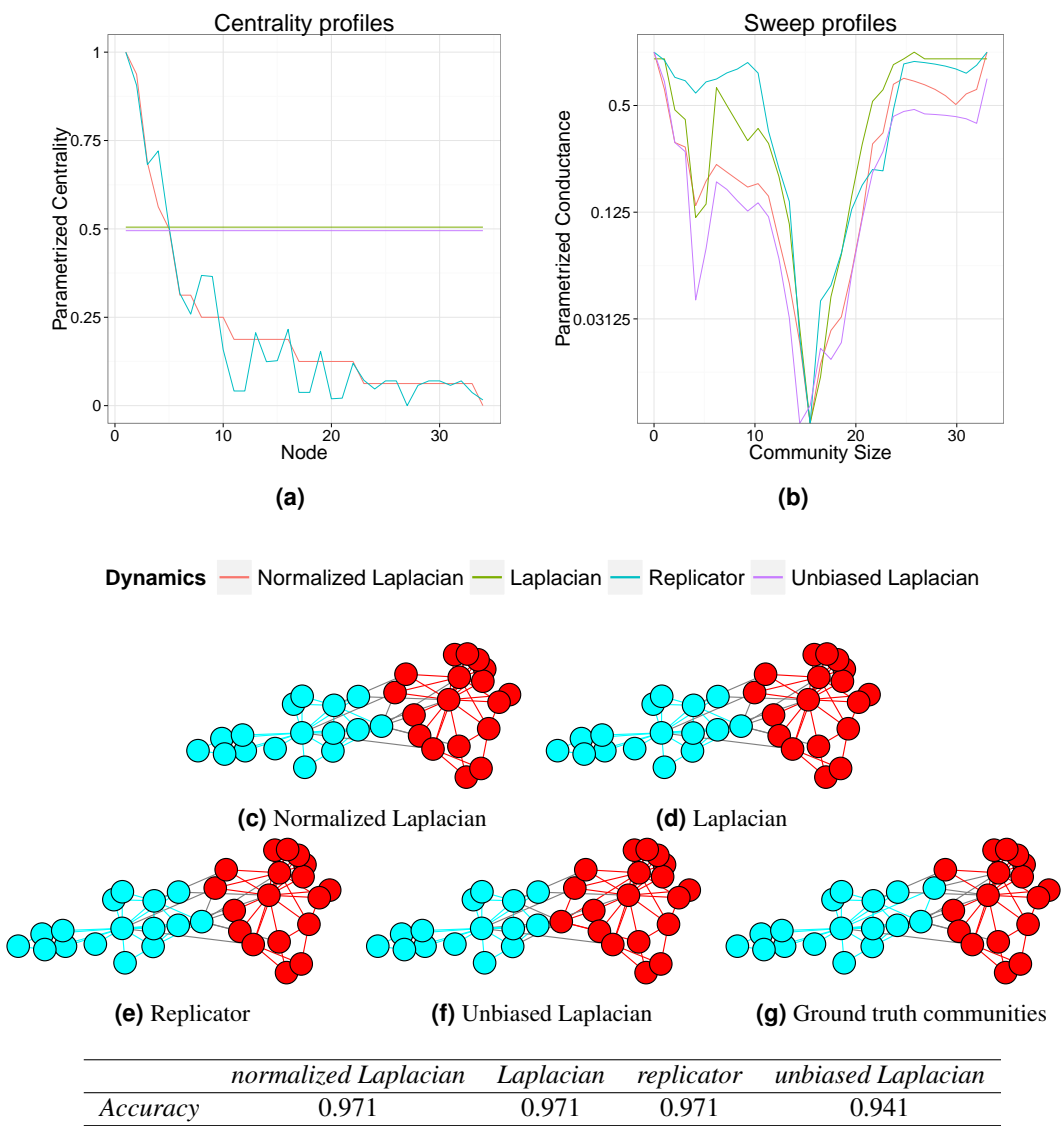 Centrality profiles
Sweep profiles
Parametrized Centrality
1
0.75
0.5
0.25
0
0 10 20 30
Node
Parametrized Conductance
0.5
0.125
0.03125
0 10 20 30
Community Size
(a)
(b)
Dynamics Normalized Laplacian Laplacian Replicator Unbiased Laplacian
(c) Normalized Laplacian
(d) Laplacian
(e) Replicator
(f) Unbiased Laplacian
(g) Ground truth communities
normalized Laplacian Laplacian replicator unbiased Laplacian
Accuracy 0.971 0.971 0.971 0.941